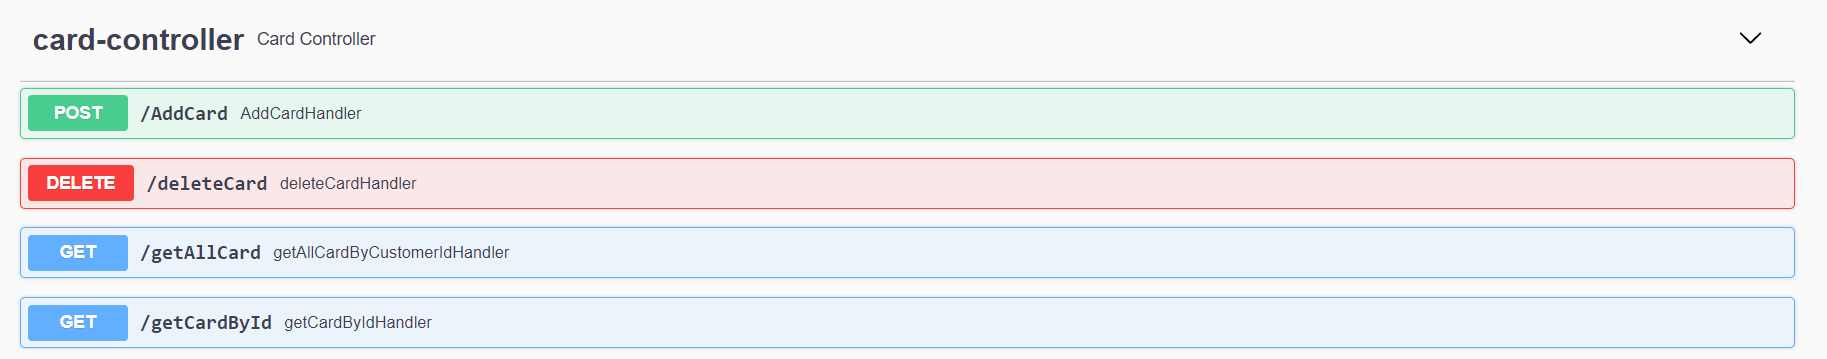 card-controller Card Controller
POST /AddCard AddCardHandler
DELETE /deleteCard deleteCardHandler
GET /getAllCard getAllCardByCustomerIdHandler
GET /getCardById getCardByIdHandler